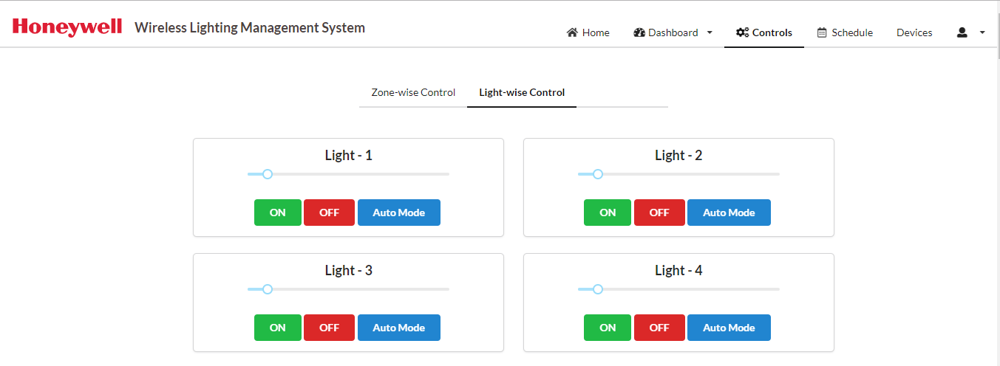 Honeywell Wireless Lighting Management System
Home Dashboard Controls Schedule Devices
Zone-wise Control Light-wise Control
Light - 1 Light - 2
ON OFF Auto Mode ON OFF Auto Mode
Light - 3 Light - 4
ON OFF Auto Mode ON OFF Auto Mode